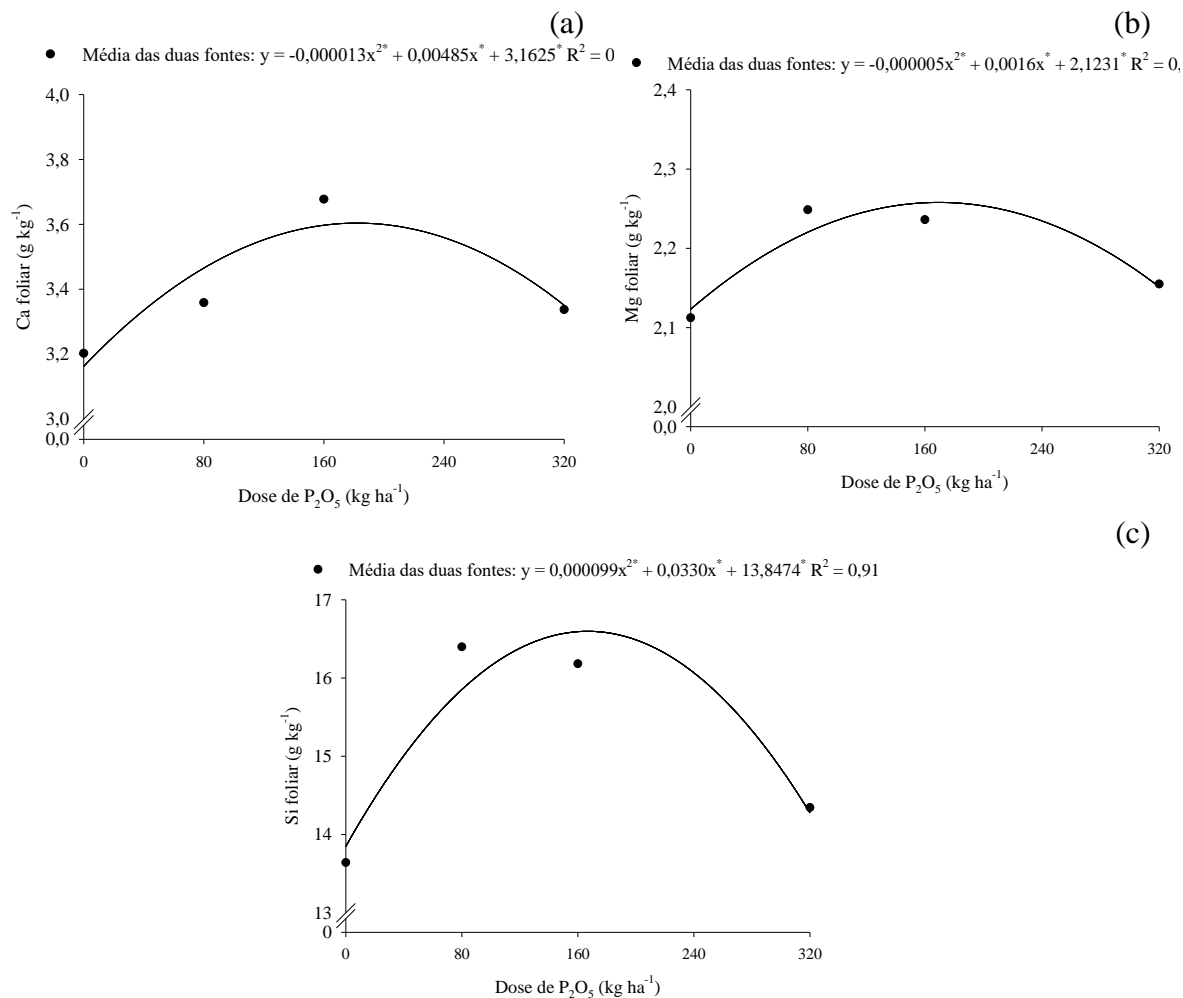 (a)
(b)
Média das duas fontes: y = -0,000013x²* + 0,00485x* + 3,1625* R² = 0
Média das duas fontes: y = -0,000005x²* + 0,0016x* + 2,1231* R² = 0,
4,0
3,8
3,6
3,4
3,2
3,0
0,0
Ca foliar (g kg⁻¹)
0 80 160 240 320
Dose de P₂O₅ (kg ha⁻¹)
2,4
2,3
2,2
2,1
2,0
0,0
Mg foliar (g kg⁻¹)
0 80 160 240 320
Dose de P₂O₅ (kg ha⁻¹)
(c)
Média das duas fontes: y = 0,000099x²* + 0,0330x* + 13,8474* R² = 0,91
17
16
15
14
13
0
Si foliar (g kg⁻¹)
0 80 160 240 320
Dose de P₂O₅ (kg ha⁻¹)